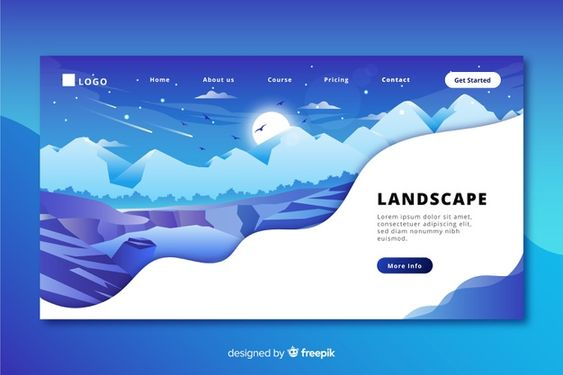 LOGO
Home
About us
Course
Pricing
Contact
Get Started
LANDSCAPE
Lorem ipsum dolor sit amet,
consectetuer adipiscing elit, sed
diam nonummy nibh
euismod.
More Info
designed by freepik